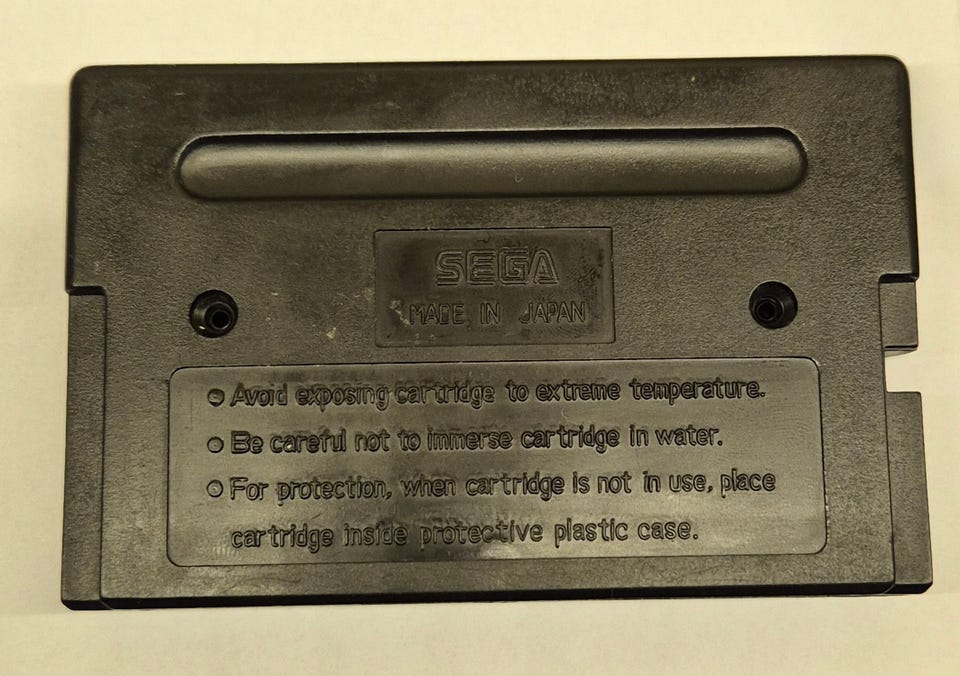 SEGA
MADE IN JAPAN
Avoid exposing cartridge to extreme temperature.
Be careful not to immerse cartridge in water.
For protection, when cartridge is not in use, place
cartridge inside protective plastic case.